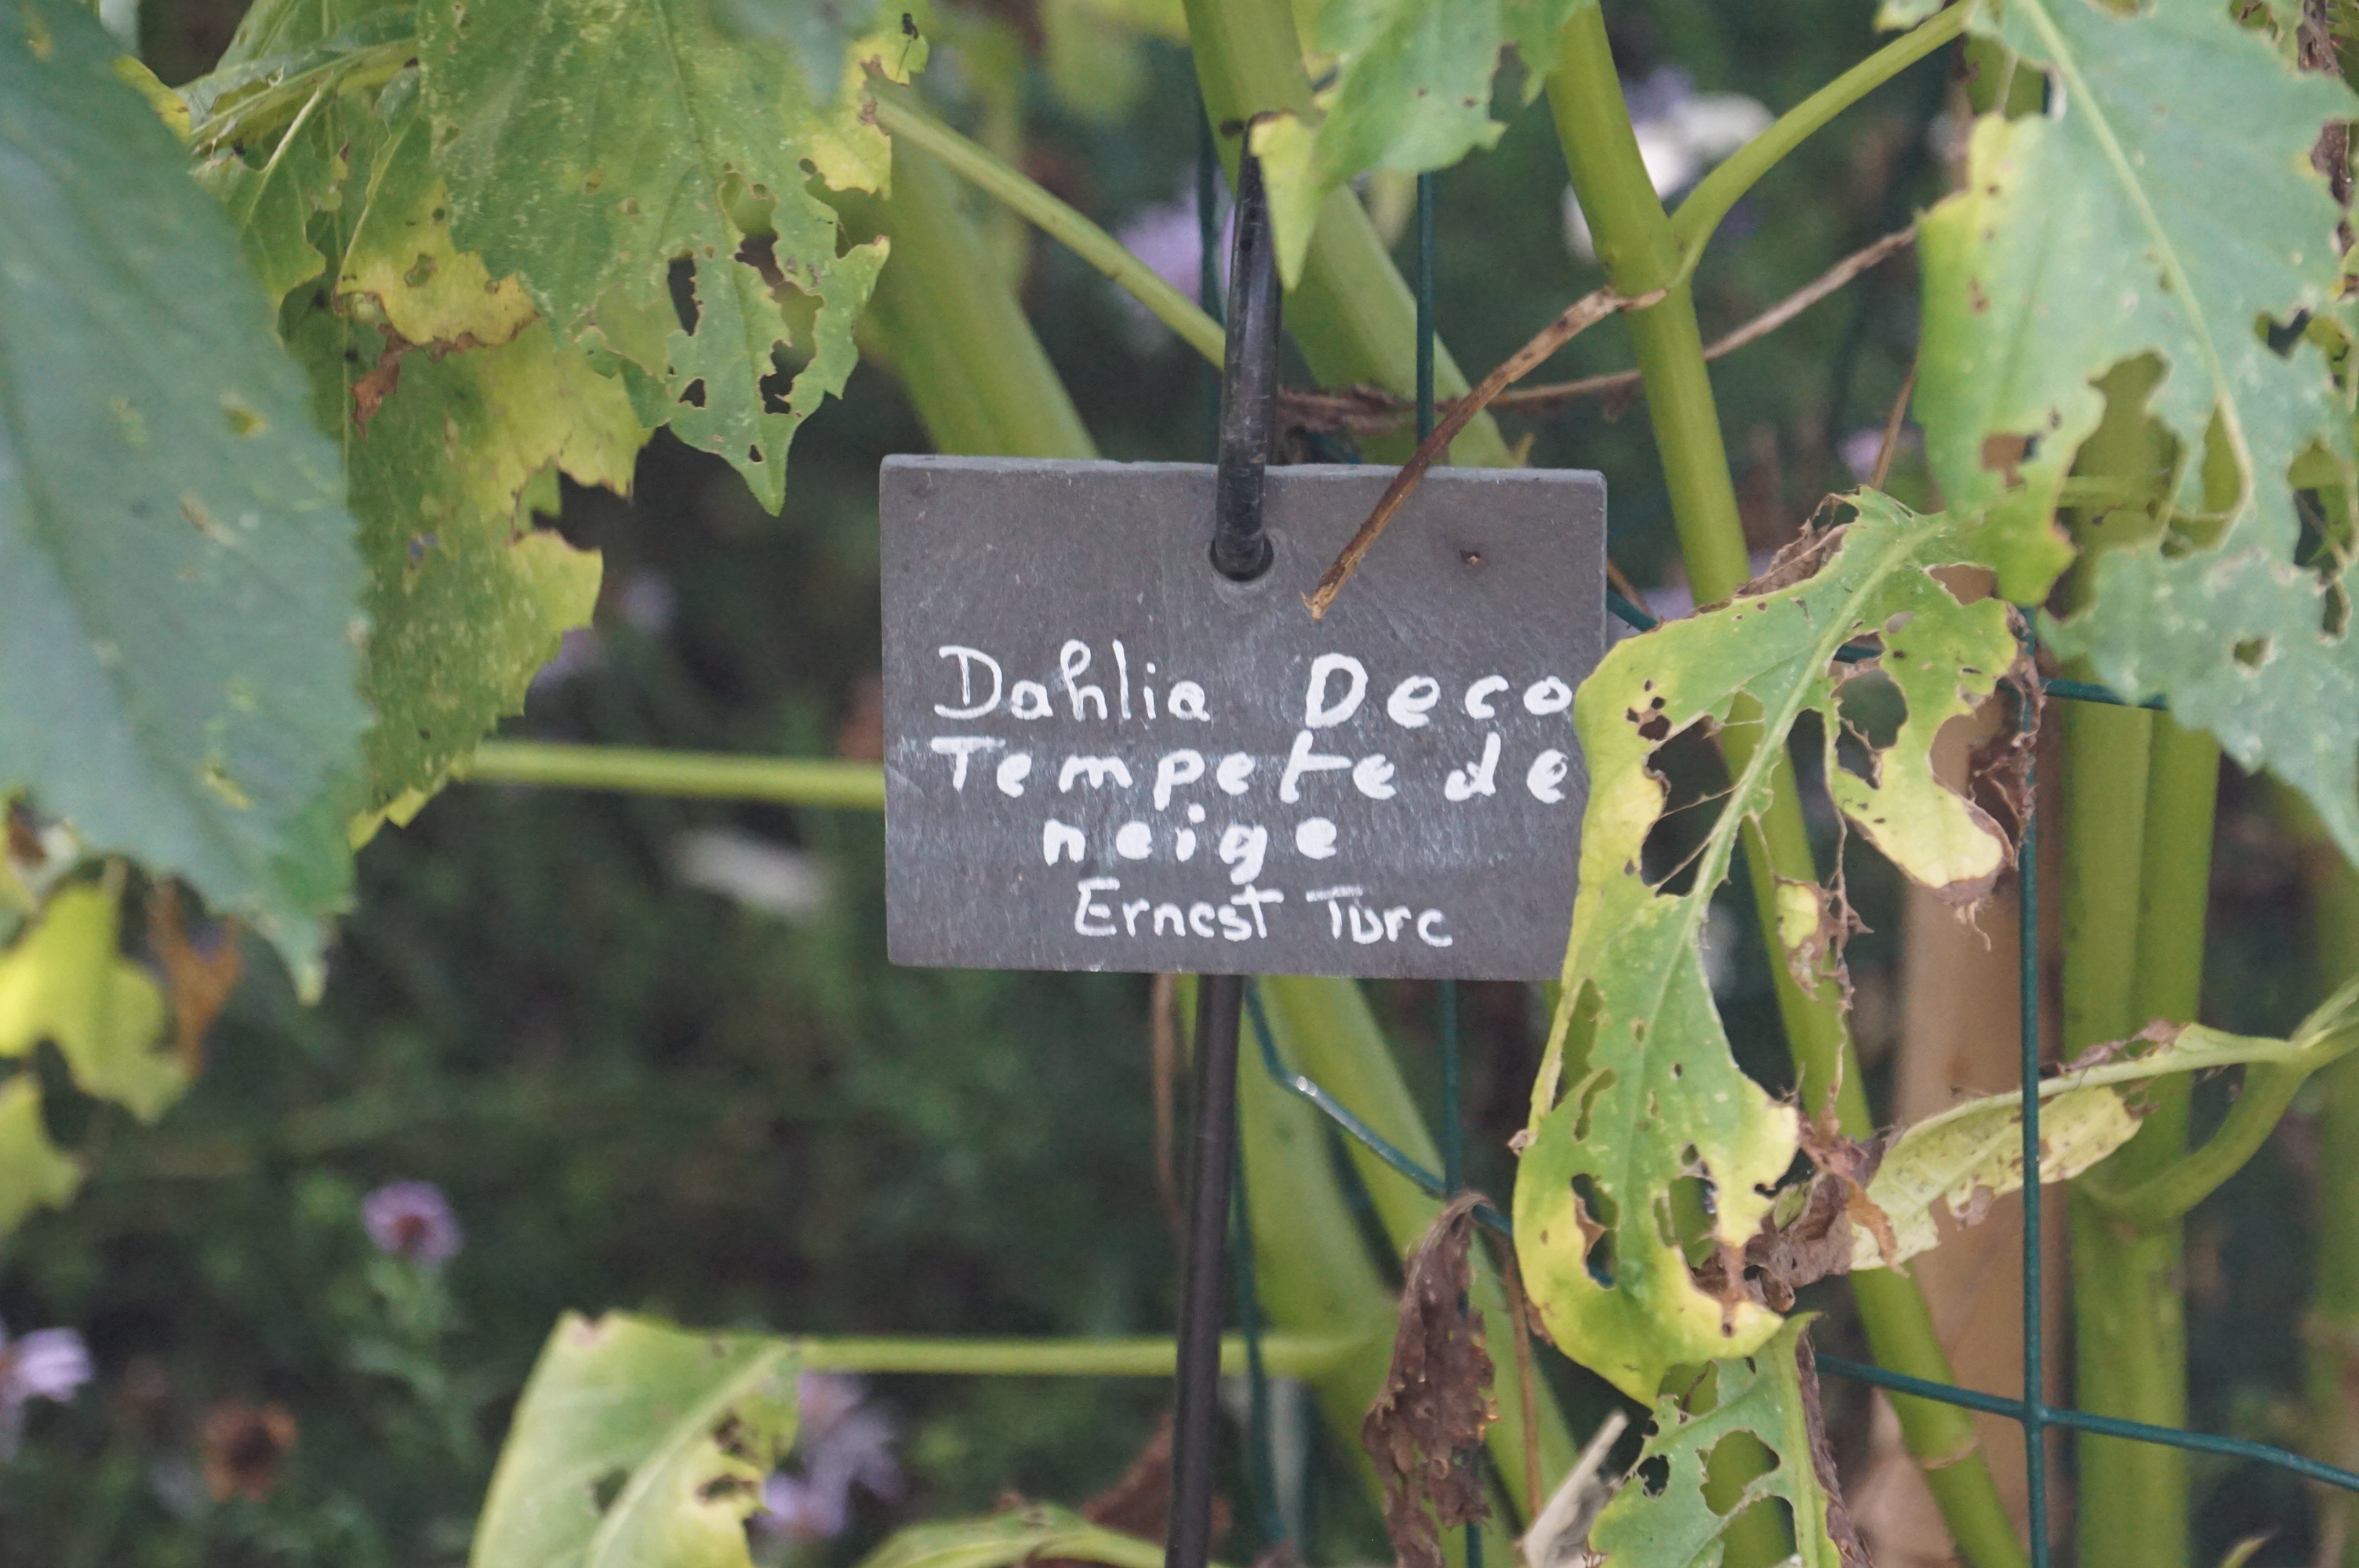 Dahlia Deco
Tempete de
neige
Ernest Turc